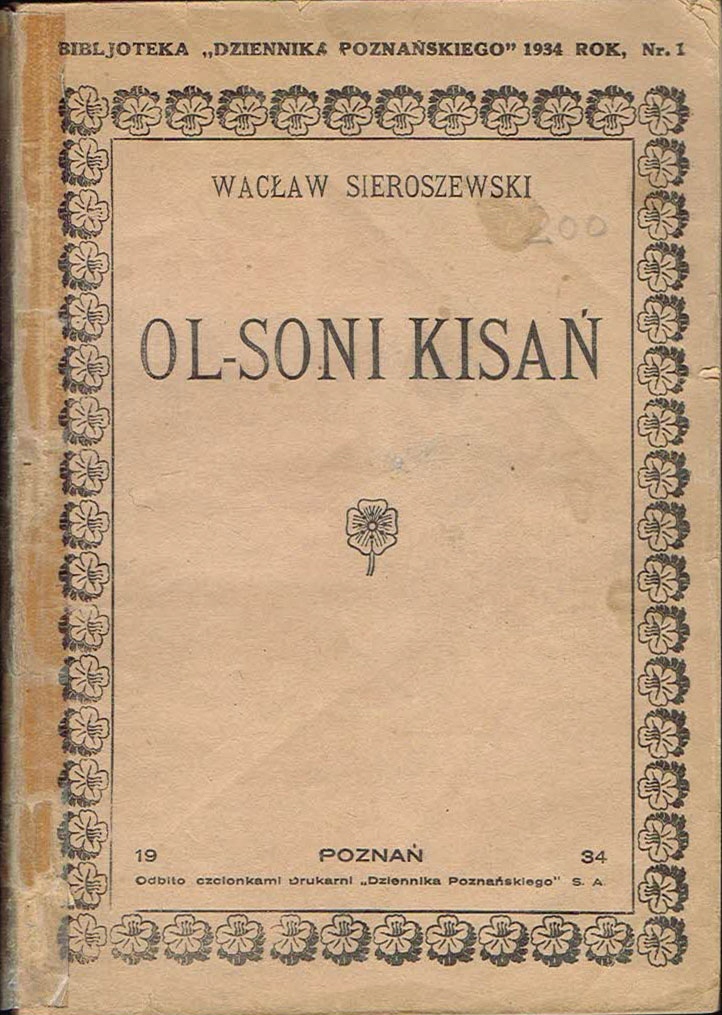 BIBLJOTEKA „DZIENNIKA POZNAŃSKIEGO” 1934 ROK, Nr. 1
WACŁAW SIEROSZEWSKI
200
OL-SONI KISAŃ
19 POZNAŃ 34
Odbito czcionkami Drukarni „Dziennika Poznańskiego” S. A.